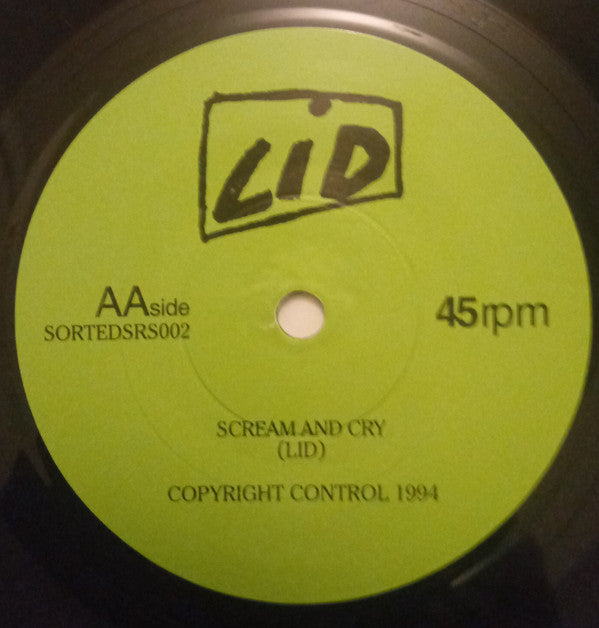 LID
AAside
SORTEDSRS002
45rpm
SCREAM AND CRY
(LID)
COPYRIGHT CONTROL 1994